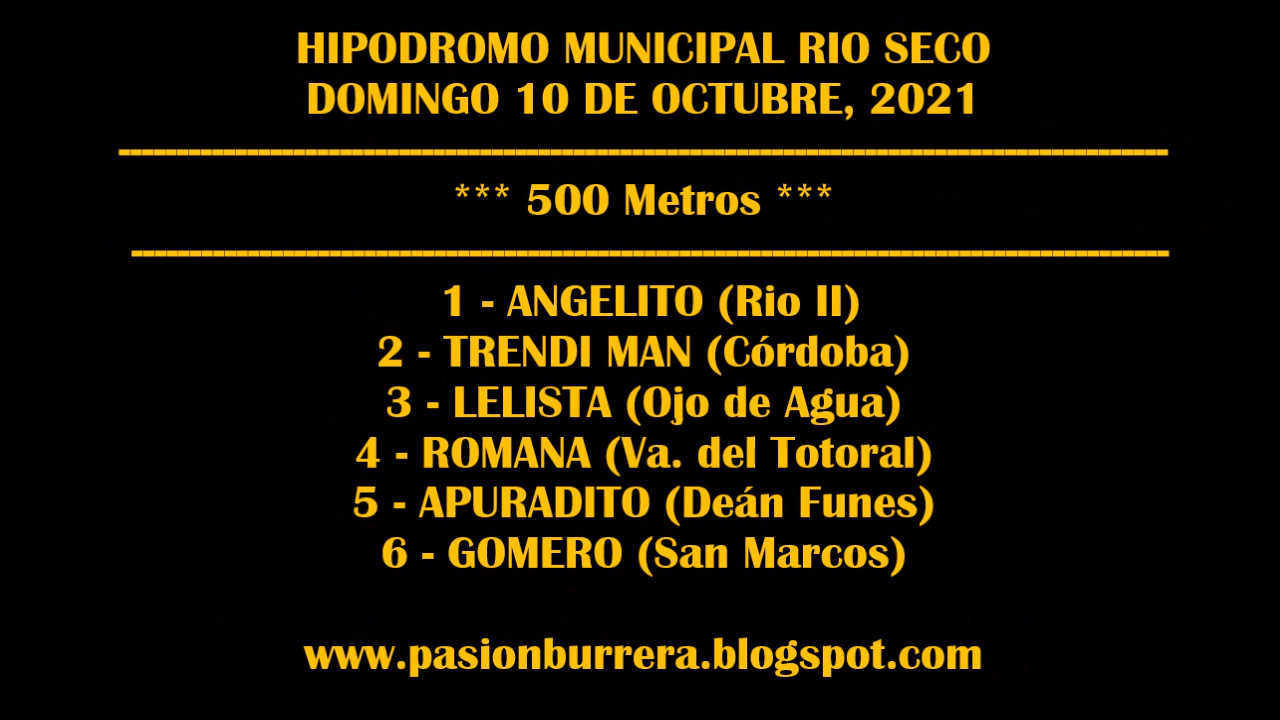 HIPODROMO MUNICIPAL RIO SECO
DOMINGO 10 DE OCTUBRE, 2021
*** 500 Metros ***
1 - ANGELITO (Rio II)
2 - TRENDI MAN (Córdoba)
3 - LELISTA (Ojo de Agua)
4 - ROMANA (Va. del Totoral)
5 - APURADITO (Deán Funes)
6 - GOMERO (San Marcos)
www.pasionburrera.blogspot.com